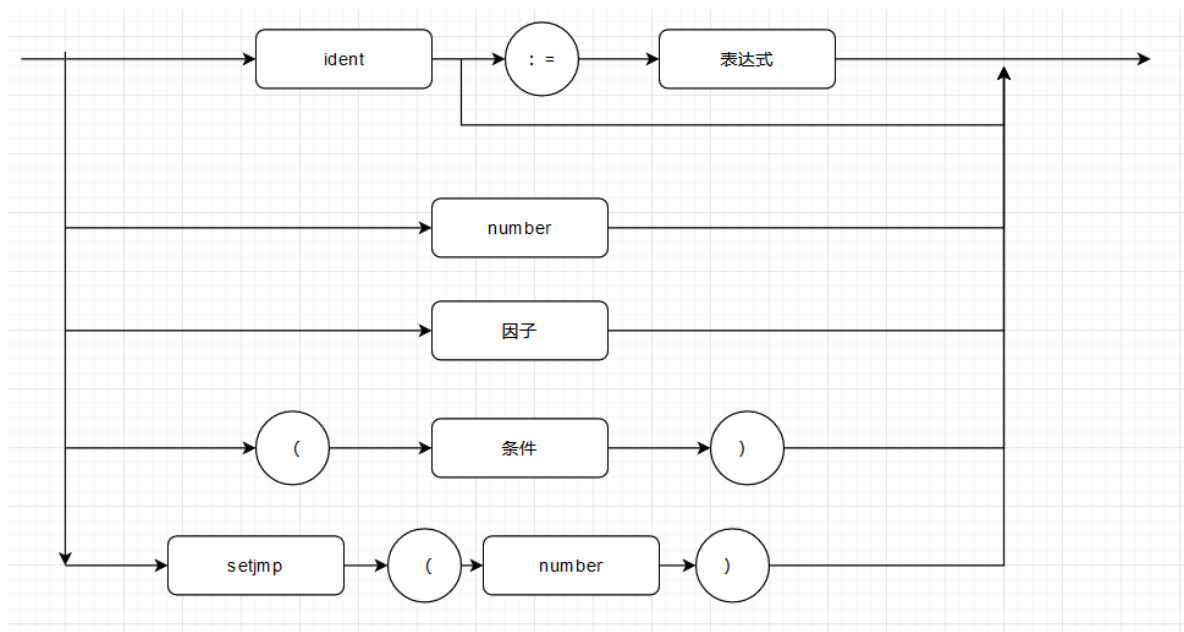 ident : = 表达式
number
因子
( 条件 )
setjmp ( number )